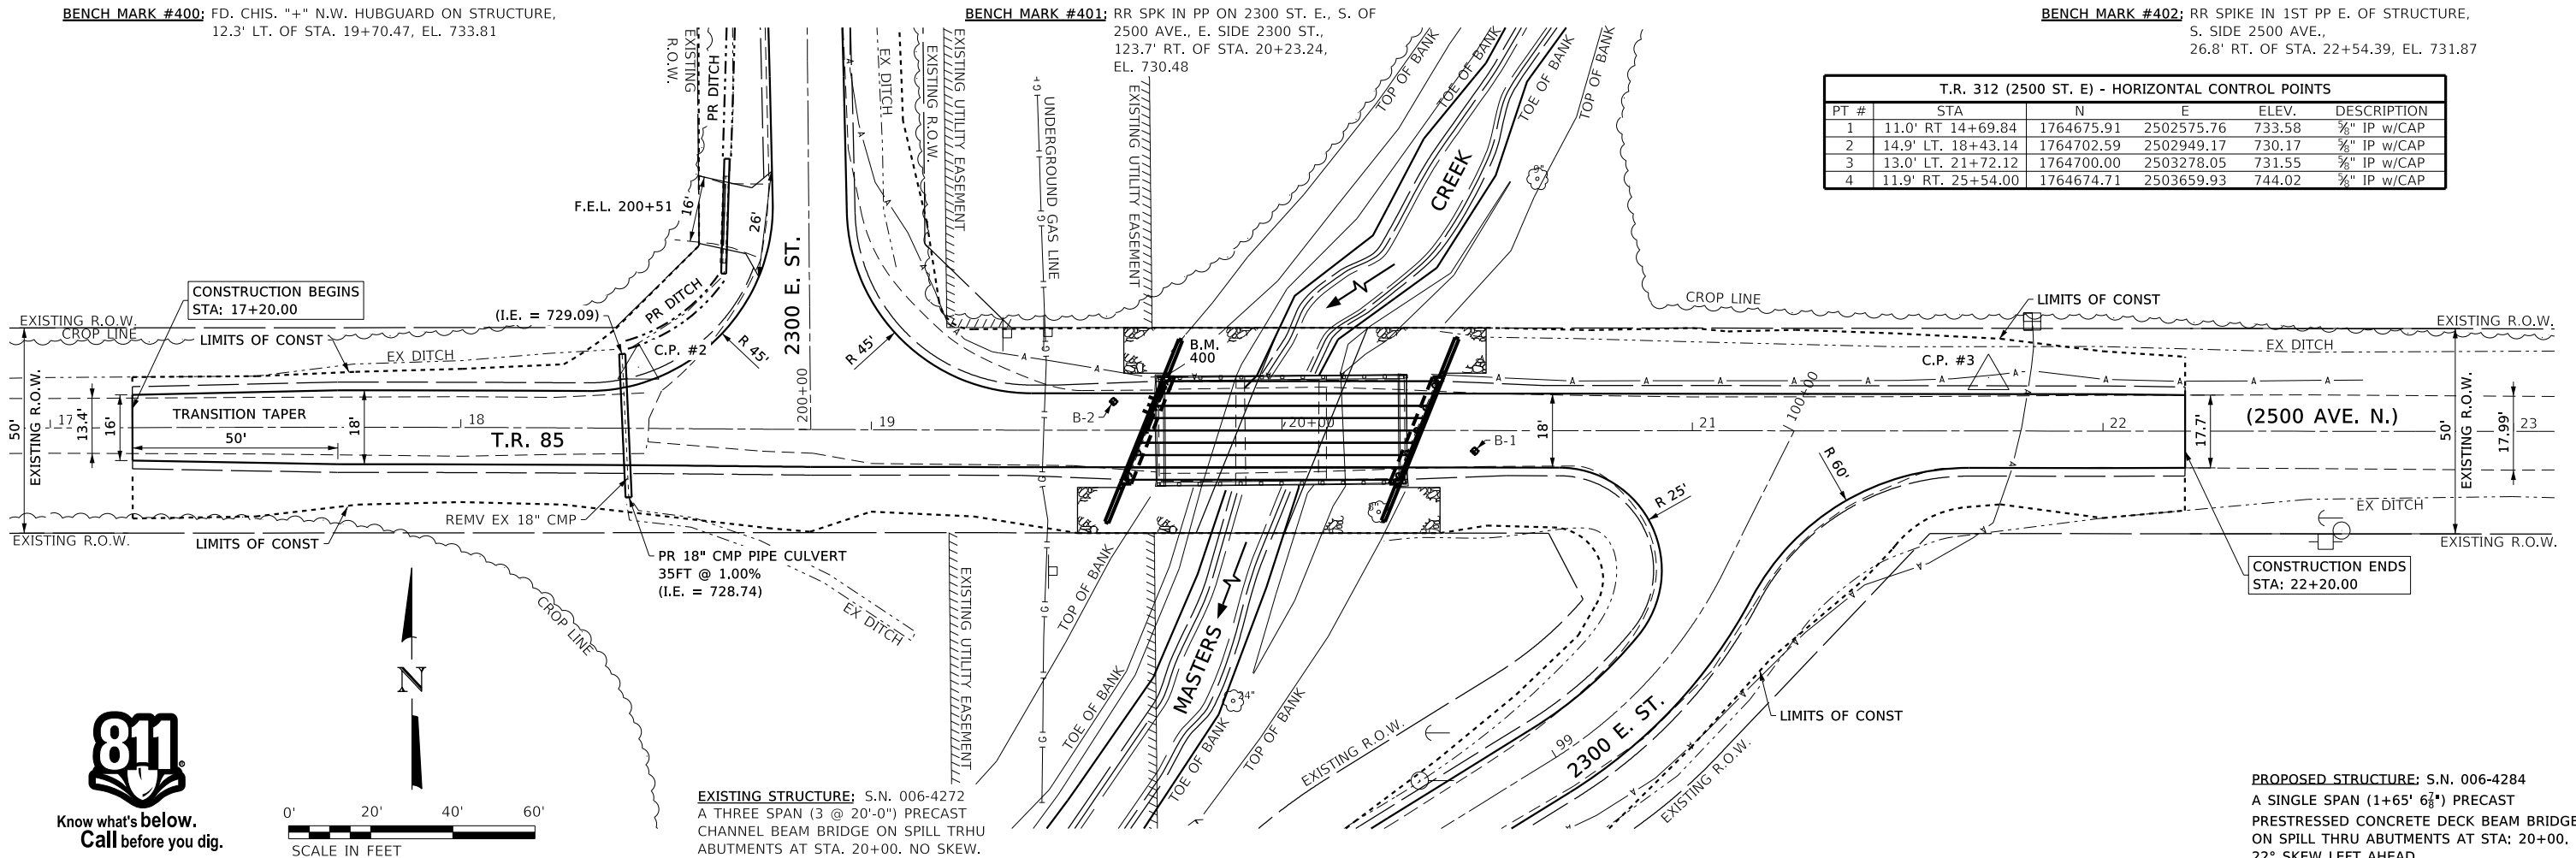 BENCH MARK #400: FD. CHIS. "+" N.W. HUBGUARD ON STRUCTURE,
12.3' LT. OF STA. 19+70.47, EL. 733.81
BENCH MARK #401: RR SPK IN PP ON 2300 ST. E., S. OF
2500 AVE., E. SIDE 2300 ST.,
123.7' RT. OF STA. 20+23.24,
EL. 730.48
BENCH MARK #402: RR SPIKE IN 1ST PP E. OF STRUCTURE,
S. SIDE 2500 AVE.,
26.8' RT. OF STA. 22+54.39, EL. 731.87
T.R. 312 (2500 ST. E) - HORIZONTAL CONTROL POINTS
PT # STA N E ELEV. DESCRIPTION
1 11.0' RT 14+69.84 1764675.91 2502575.76 733.58 ⅝" IP w/CAP
2 14.9' LT. 18+43.14 1764702.59 2502949.17 730.17 ⅝" IP w/CAP
3 13.0' LT. 21+72.12 1764700.00 2503278.05 731.55 ⅝" IP w/CAP
4 11.9' RT. 25+54.00 1764674.71 2503659.93 744.02 ⅝" IP w/CAP
EXISTING
R.O.W.
PR DITCH
EX DITCH
EXISTING R.O.W.
EXISTING UTILITY EASEMENT
UNDERGROUND GAS LINE
EXISTING UTILITY EASEMENT
TOP OF BANK
TOE OF BANK
TOE OF BANK
TOP OF BANK
CREEK
9"
F.E.L. 200+51
16'
26'
2300 E. ST.
200+00
CONSTRUCTION BEGINS
STA: 17+20.00
(I.E. = 729.09)
PR DITCH
C.P. #2
R 45'
R 45'
EXISTING R.O.W.
CROP LINE
LIMITS OF CONST
EX DITCH
B.M.
400
CROP LINE
LIMITS OF CONST
EXISTING R.O.W.
EX DITCH
C.P. #3
50'
EXISTING R.O.W.
17
13.4'
16'
TRANSITION TAPER
50'
18'
18
T.R. 85
19
B-2
20+00
B-1
18'
21
100+00
22
17.7'
(2500 AVE. N.)
50'
EXISTING R.O.W.
17.99'
23
R 60'
R 25'
REMV EX 18" CMP
EXISTING R.O.W.
LIMITS OF CONST
PR 18" CMP PIPE CULVERT
35FT @ 1.00%
(I.E. = 728.74)
EX DITCH
EX DITCH
EXISTING R.O.W.
CONSTRUCTION ENDS
STA: 22+20.00
CROP LINE
N
EXISTING UTILITY EASEMENT
TOP OF BANK
TOE OF BANK
MASTERS
24"
TOE OF BANK
TOP OF BANK
EXISTING R.O.W.
99
2300 E. ST.
EXISTING R.O.W.
LIMITS OF CONST
811
Know what's below.
Call before you dig.
0' 20' 40' 60'
SCALE IN FEET
EXISTING STRUCTURE: S.N. 006-4272
A THREE SPAN (3 @ 20'-0") PRECAST
CHANNEL BEAM BRIDGE ON SPILL TRHU
ABUTMENTS AT STA. 20+00. NO SKEW.
PROPOSED STRUCTURE: S.N. 006-4284
A SINGLE SPAN (1+65' 6⅞") PRECAST
PRESTRESSED CONCRETE DECK BEAM BRIDGE
ON SPILL THRU ABUTMENTS AT STA: 20+00,
22° SKEW LEFT AHEAD